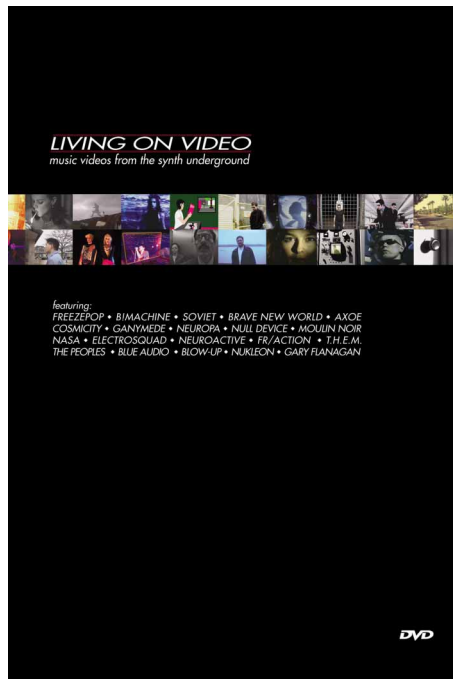 LIVING ON VIDEO
music videos from the synth underground
featuring:
FREEZEPOP • B!MACHINE • SOVIET • BRAVE NEW WORLD • AXOE
COSMICITY • GANYMEDE • NEUROPA • NULL DEVICE • MOULIN NOIR
NASA • ELECTROSQUAD • NEUROACTIVE • FR/ACTION • T.H.E.M.
THE PEOPLES • BLUE AUDIO • BLOW-UP • NUKLEON • GARY FLANAGAN
DVD